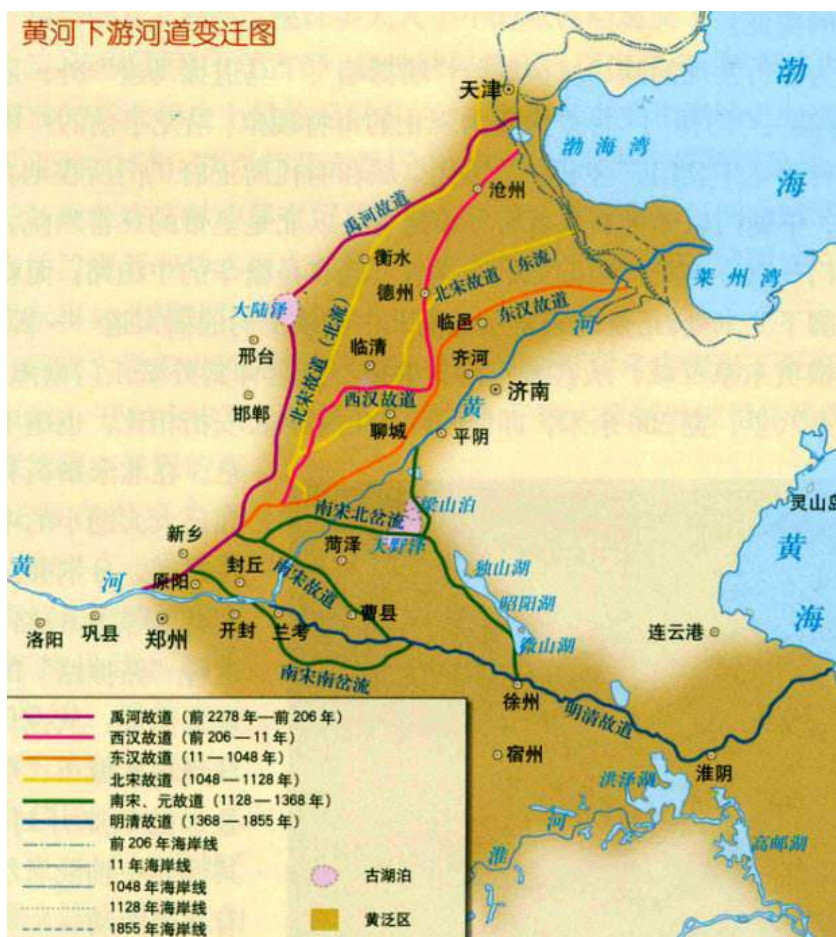 黄河下游河道变迁图
天津
渤
海
渤海湾
沧州
禹河故道
衡水
德州
北宋故道（东流）
莱州湾
大陆泽
临邑
东汉故道
河
邢台
北宋故道（北流）
临清
齐河
济南
邯郸
西汉故道
黄
聊城
平阴
梁山泊
南宋北岔流
灵山岛
新乡
大野泽
菏泽
黄
海
黄
河
原阳
封丘
南宋故道
独山湖
昭阳湖
曹县
微山湖
连云港
洛阳
巩县
郑州
开封
兰考
南宋南岔流
徐州
明清故道
宿州
淮阴
洪泽湖
淮
河
高邮湖
禹河故道（前2278年—前206年）
西汉故道（前206—11年）
东汉故道（11—1048年）
北宋故道（1048—1128年）
南宋、元故道（1128—1368年）
明清故道（1368—1855年）
前206年海岸线
11年海岸线
1048年海岸线
1128年海岸线
1855年海岸线
古湖泊
黄泛区